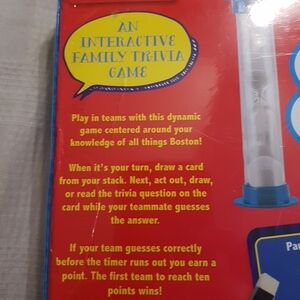 AN
INTERACTIVE
FAMILY TRIVIA
GAME
Play in teams with this dynamic
game centered around your
knowledge of all things Boston!
When it's your turn, draw a card
from your stack. Next, act out, draw,
or read the trivia question on the
card while your teammate guesses
the answer.
If your team guesses correctly
before the timer runs out you earn a
point. The first team to reach ten
points wins!